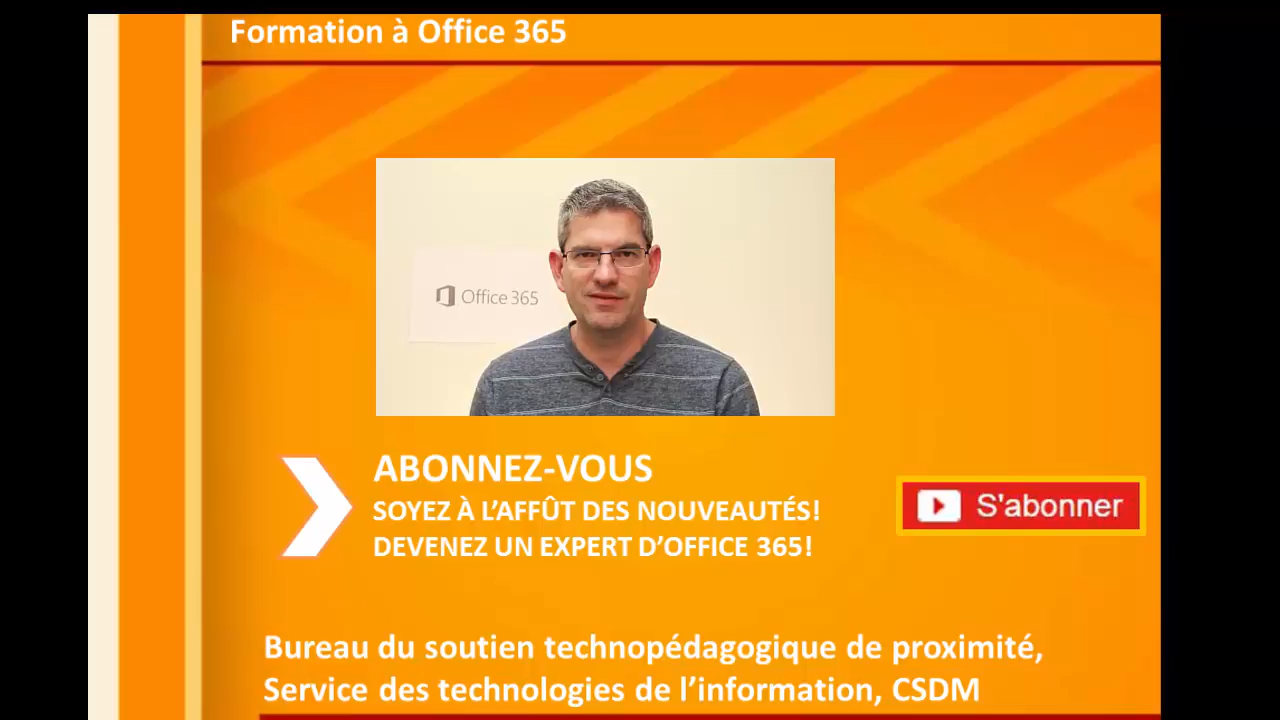 Formation à Office 365
Office 365
ABONNEZ-VOUS
SOYEZ À L’AFFÛT DES NOUVEAUTÉS!
DEVENEZ UN EXPERT D’OFFICE 365!
S'abonner
Bureau du soutien technopédagogique de proximité,
Service des technologies de l’information, CSDM